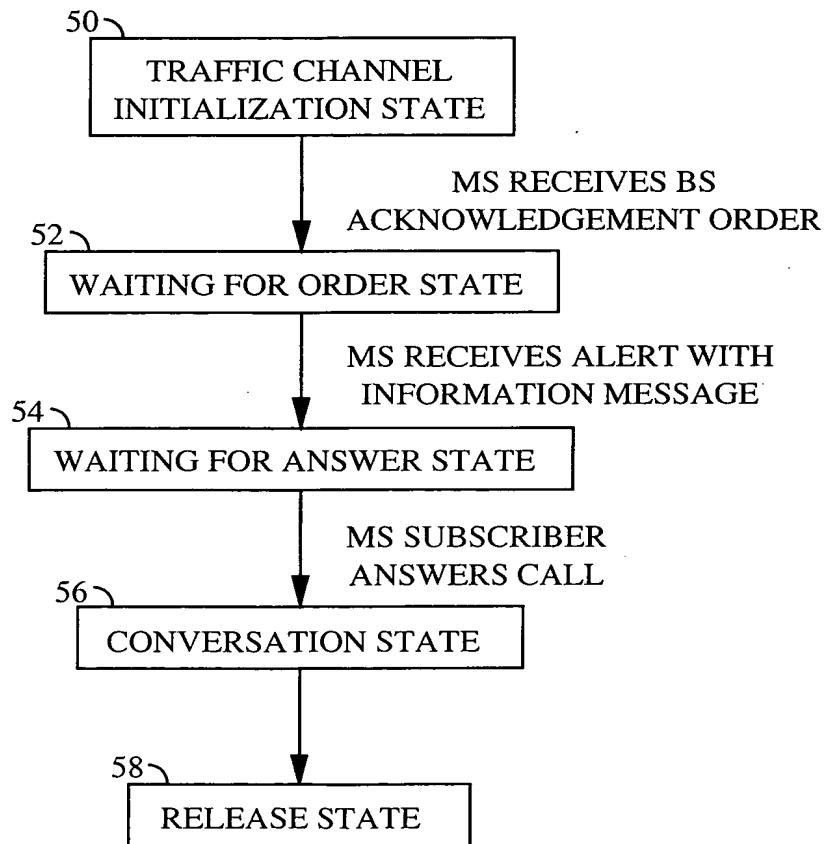 50
TRAFFIC CHANNEL
INITIALIZATION STATE
MS RECEIVES BS
ACKNOWLEDGEMENT ORDER
52
WAITING FOR ORDER STATE
MS RECEIVES ALERT WITH
INFORMATION MESSAGE
54
WAITING FOR ANSWER STATE
MS SUBSCRIBER
ANSWERS CALL
56
CONVERSATION STATE
58
RELEASE STATE